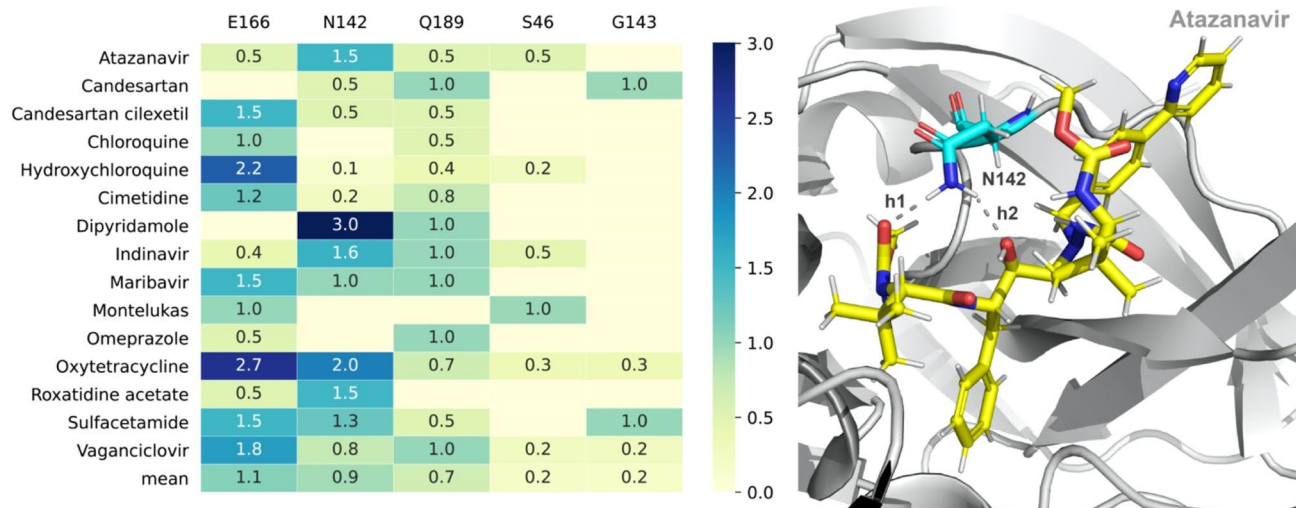 E166 N142 Q189 S46 G143
Atazanavir 0.5 1.5 0.5 0.5
Candesartan 0.5 1.0 1.0
Candesartan cilexetil 1.5 0.5 0.5
Chloroquine 1.0 0.5
Hydroxychloroquine 2.2 0.1 0.4 0.2
Cimetidine 1.2 0.2 0.8
Dipyridamole 3.0 1.0
Indinavir 0.4 1.6 1.0 0.5
Maribavir 1.5 1.0 1.0
Montelukas 1.0 1.0
Omeprazole 0.5 1.0
Oxytetracycline 2.7 2.0 0.7 0.3 0.3
Roxatidine acetate 0.5 1.5
Sulfacetamide 1.5 1.3 0.5 1.0
Vaganciclovir 1.8 0.8 1.0 0.2 0.2
mean 1.1 0.9 0.7 0.2 0.2
3.0
2.5
2.0
1.5
1.0
0.5
0.0
Atazanavir
N142
h1
h2